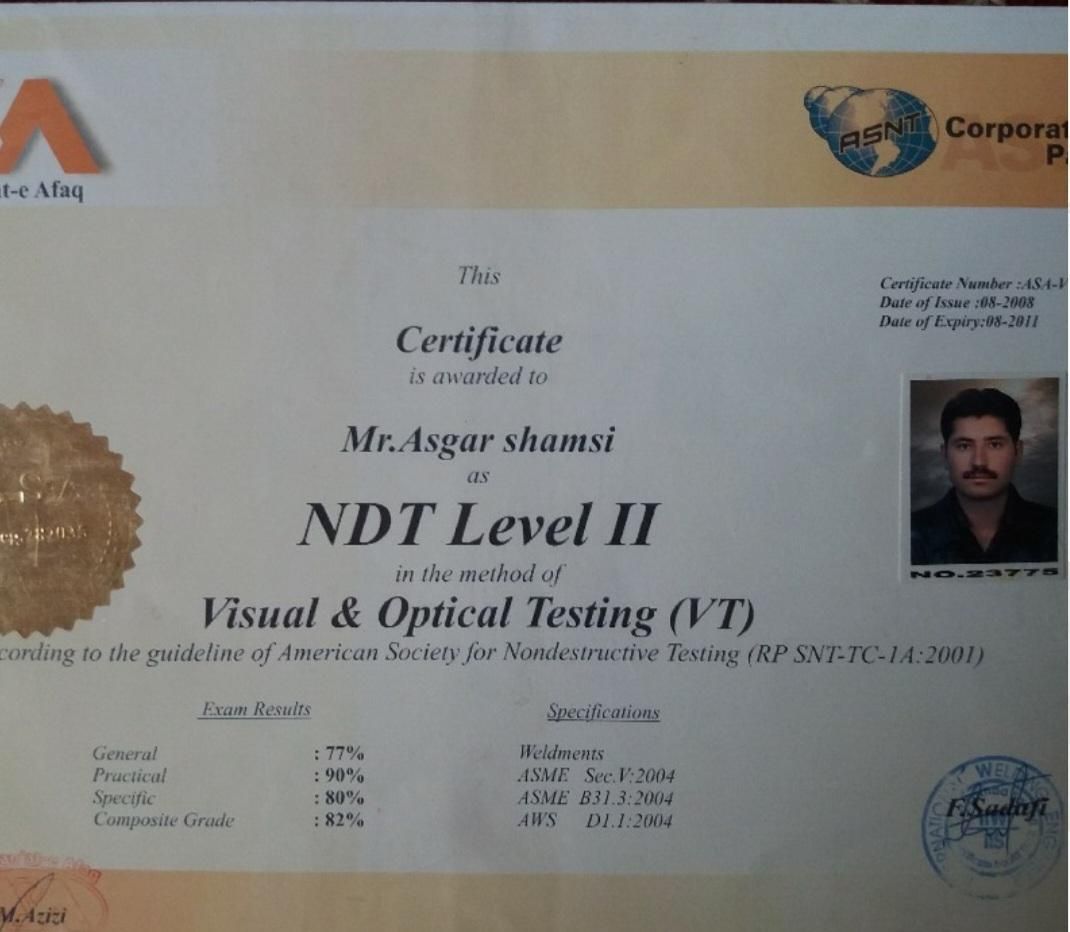 t-e Afaq
ASNT
Corporat
P
This
Certificate Number :ASA-V
Date of Issue :08-2008
Date of Expiry:08-2011
Certificate
is awarded to
Mr.Asgar shamsi
as
NDT Level II
in the method of
Visual & Optical Testing (VT)
cording to the guideline of American Society for Nondestructive Testing (RP SNT-TC-1A:2001)
NO.23775
Exam Results
General : 77%
Practical : 90%
Specific : 80%
Composite Grade : 82%
Specifications
Weldments
ASME Sec.V:2004
ASME B31.3:2004
AWS D1.1:2004
F.Sadafi
M.Azizi